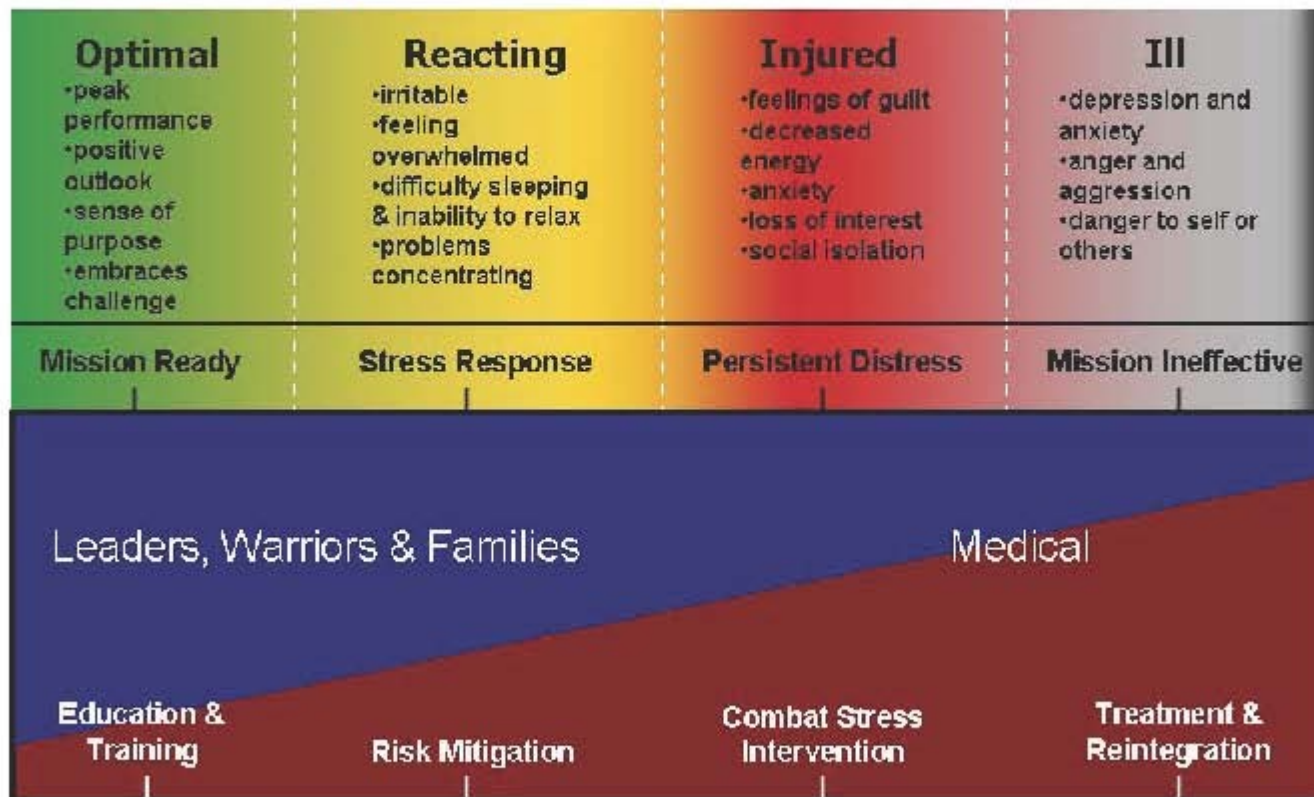 Optimal
•peak
performance
•positive
outlook
•sense of
purpose
•embraces
challenge
Reacting
•irritable
•feeling
overwhelmed
•difficulty sleeping
& inability to relax
•problems
concentrating
Injured
•feelings of guilt
•decreased
energy
•anxiety
•loss of interest
•social isolation
Ill
•depression and
anxiety
•anger and
aggression
•danger to self or
others
Mission Ready
Stress Response
Persistent Distress
Mission Ineffective
Leaders, Warriors & Families
Medical
Education &
Training
Risk Mitigation
Combat Stress
Intervention
Treatment &
Reintegration